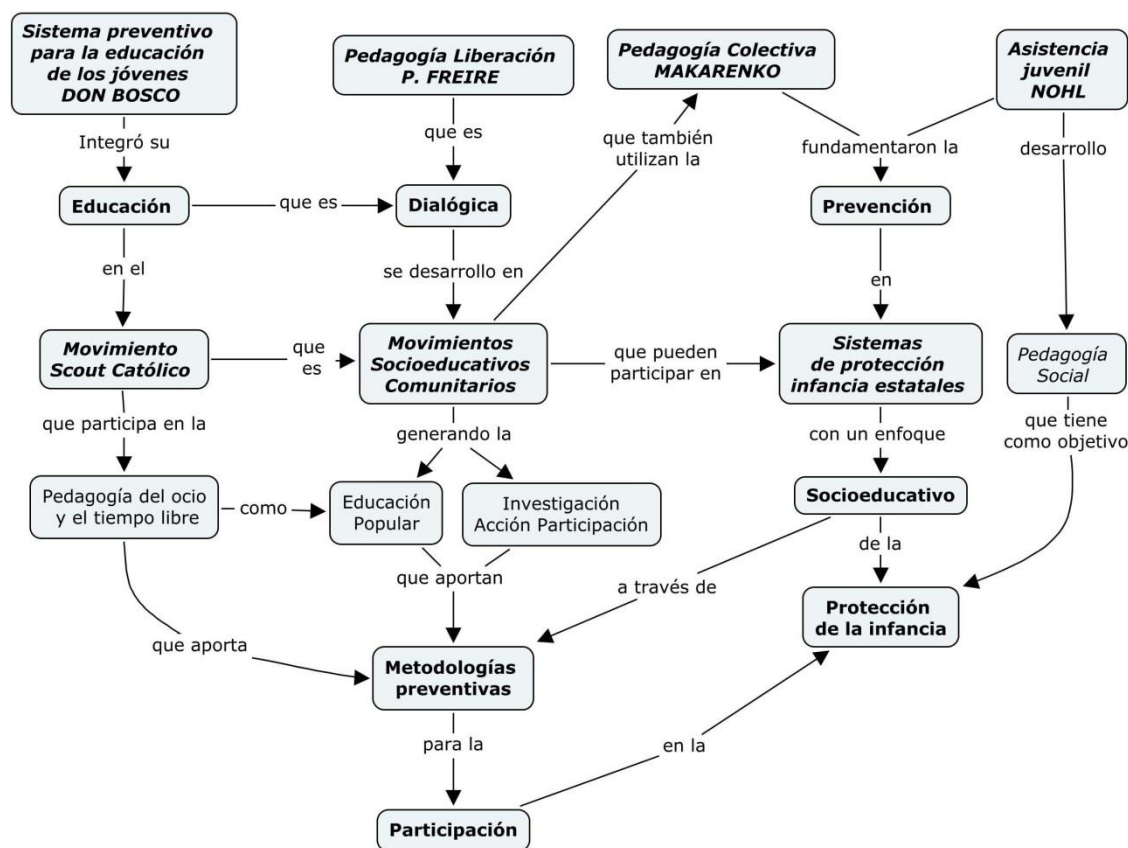 Sistema preventivo
para la educación
de los jóvenes
DON BOSCO
Pedagogía Liberación
P. FREIRE
Pedagogía Colectiva
MAKARENKO
Asistencia
juvenil
NOHL
Integró su
que es
que también
utilizan la
fundamentaron la
desarrollo
Educación
que es
Dialógica
Prevención
en el
se desarrollo en
en
Movimiento
Scout Católico
que
es
Movimientos
Socioeducativos
Comunitarios
que pueden
participar en
Sistemas
de protección
infancia estatales
Pedagogía
Social
que participa en la
generando la
con un enfoque
que tiene
como objetivo
Pedagogía del ocio
y el tiempo libre
como
Educación
Popular
Investigación
Acción Participación
Socioeducativo
que aportan
a través de
de la
Protección
de la infancia
que aporta
Metodologías
preventivas
para la
en la
Participación